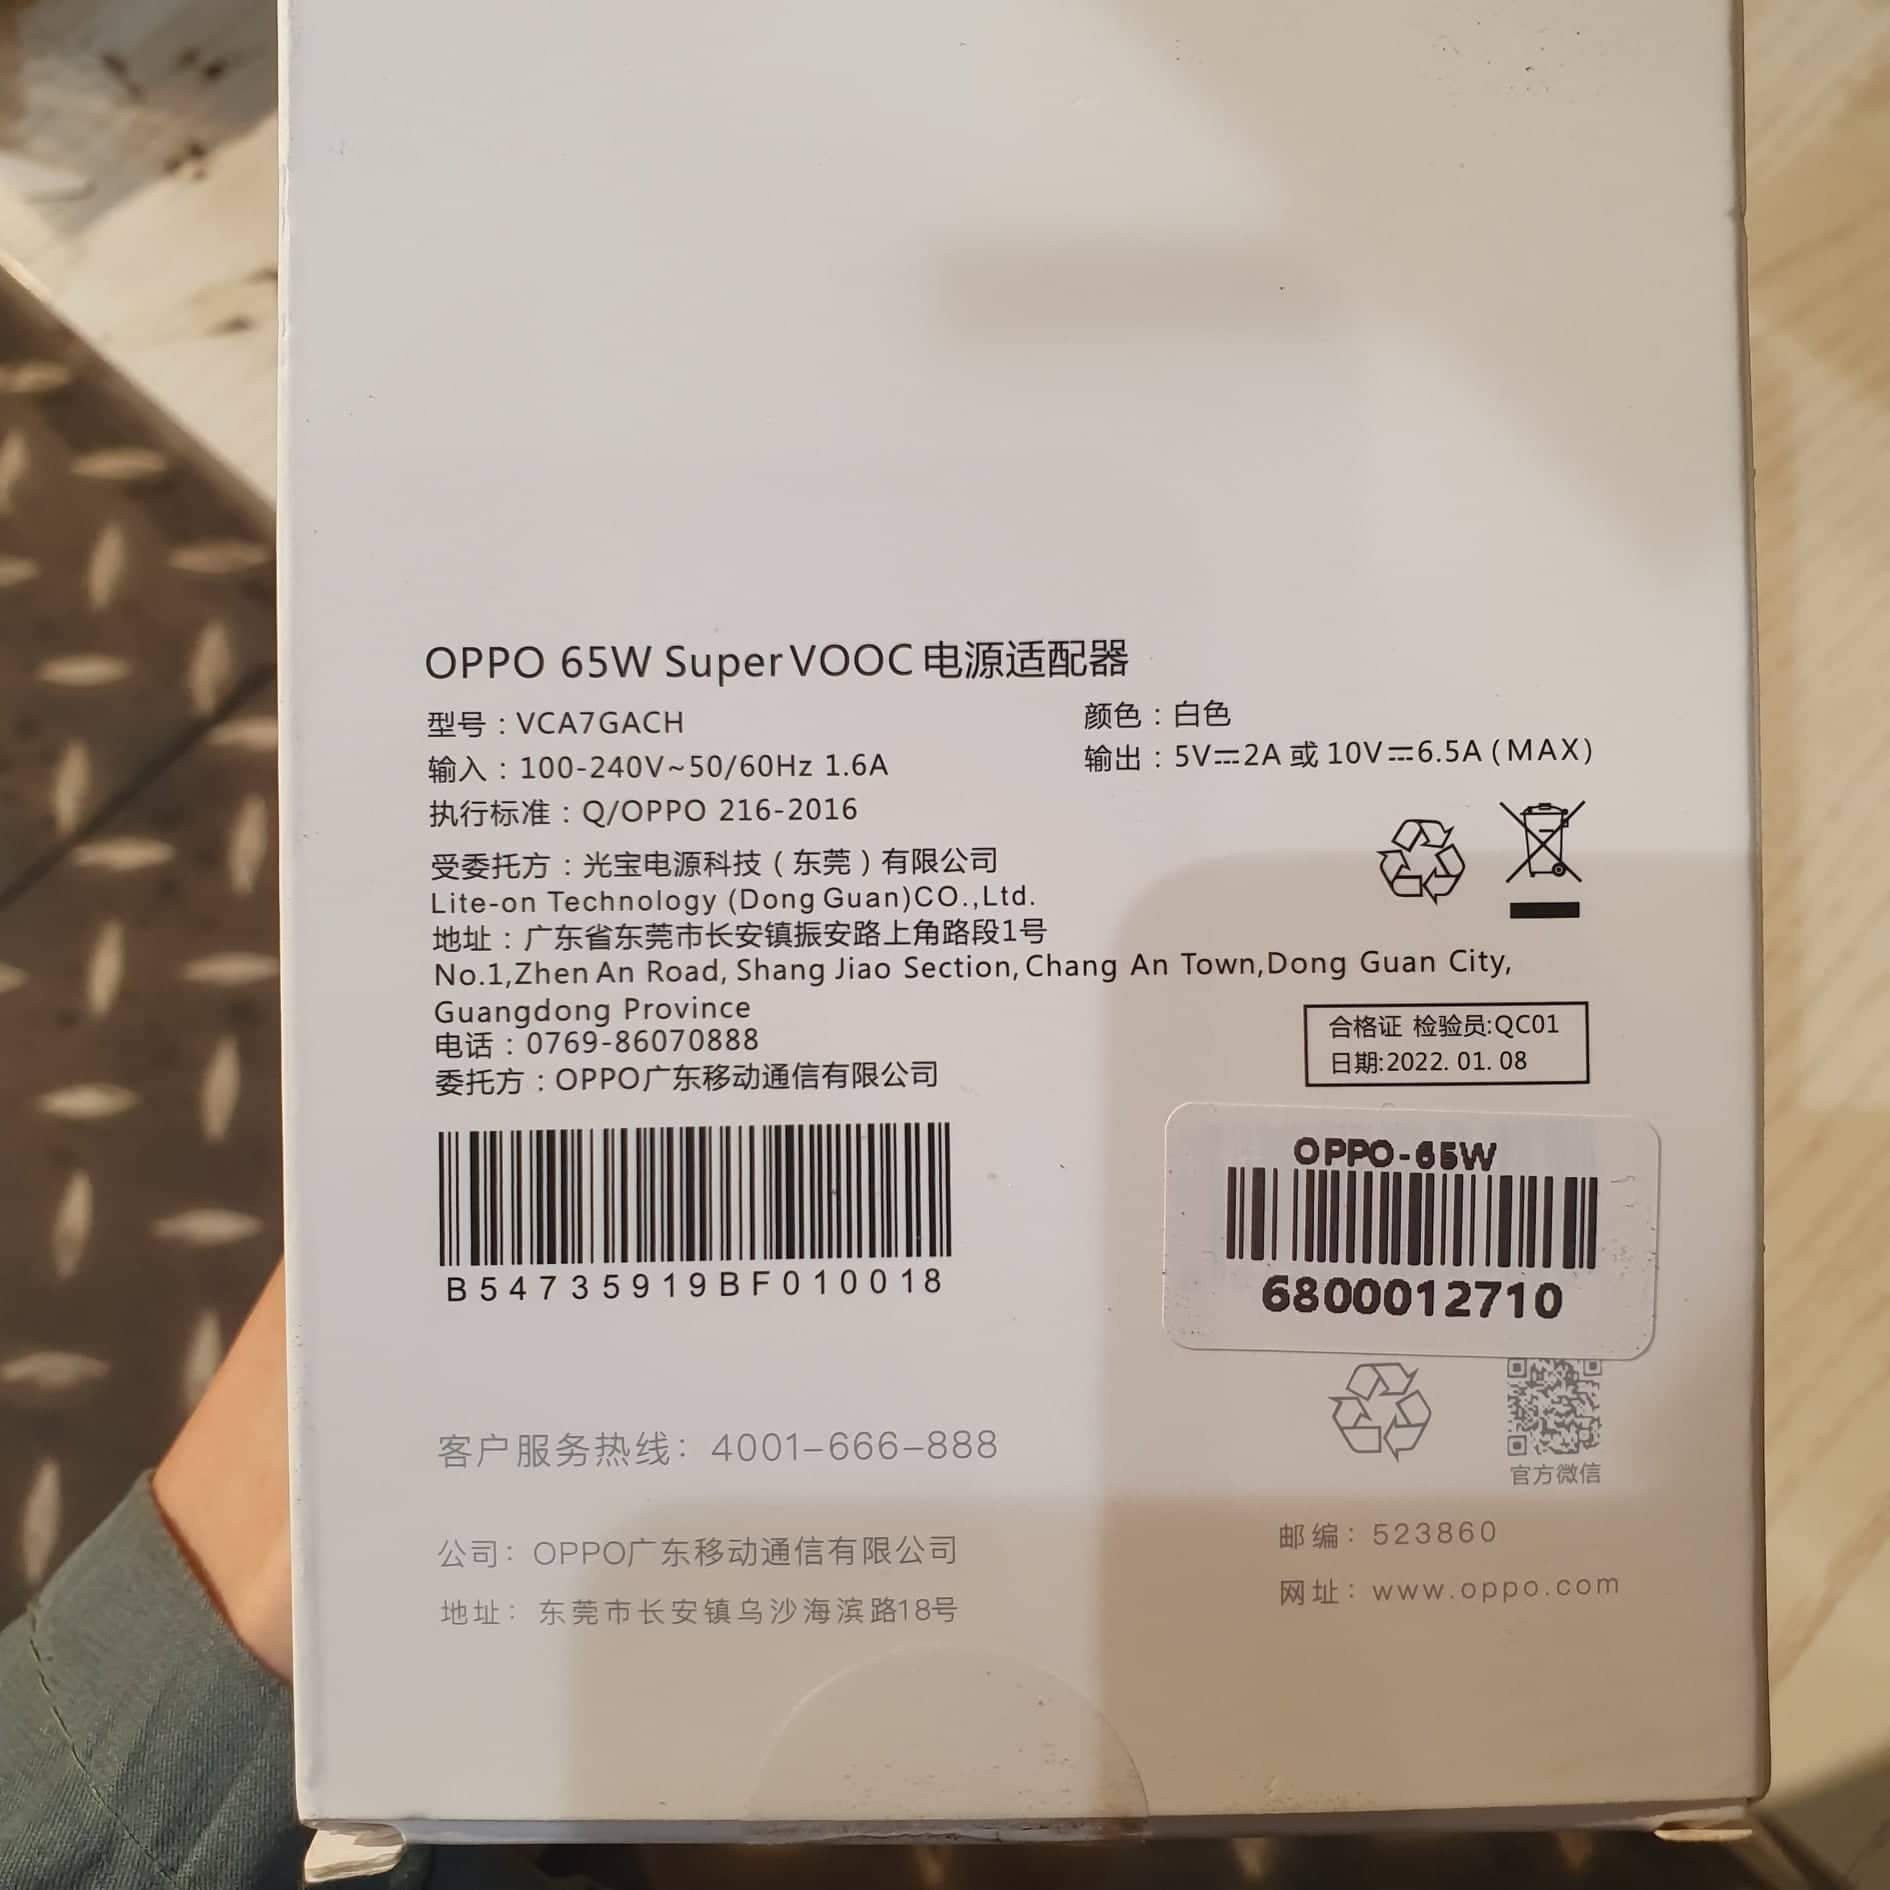 OPPO 65W SuperVOOC 电源适配器
型号：VCA7GACH
颜色：白色
输入：100-240V~50/60Hz 1.6A
输出：5V⎓2A 或 10V⎓6.5A (MAX)
执行标准：Q/OPPO 216-2016
受委托方：光宝电源科技（东莞）有限公司
Lite-on Technology (Dong Guan)CO.,Ltd.
地址：广东省东莞市长安镇振安路上角路段1号
No.1,Zhen An Road, Shang Jiao Section, Chang An Town,Dong Guan City,
Guangdong Province
电话：0769-86070888
委托方：OPPO广东移动通信有限公司
合格证 检验员:QC01
日期:2022. 01. 08
B54735919BF010018
OPPO-65W
6800012710
客户服务热线：4001-666-888
官方微信
公司：OPPO广东移动通信有限公司
邮编：523860
地址：东莞市长安镇乌沙海滨路18号
网址：www.oppo.com